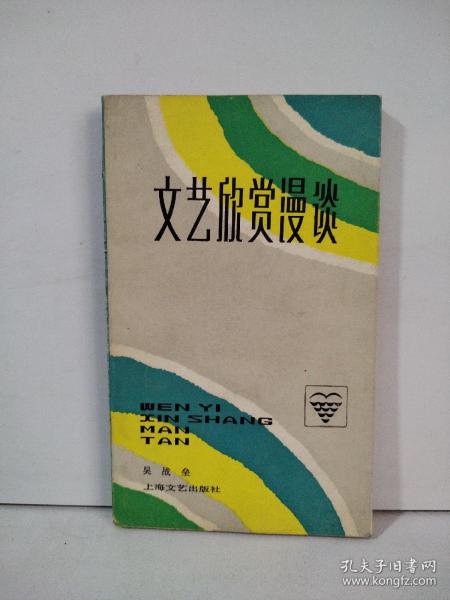 文艺欣赏漫谈
WEN YI
XIN SHANG
MAN
TAN
吴战垒
上海文艺出版社
孔夫子旧书网
www.kongfz.com